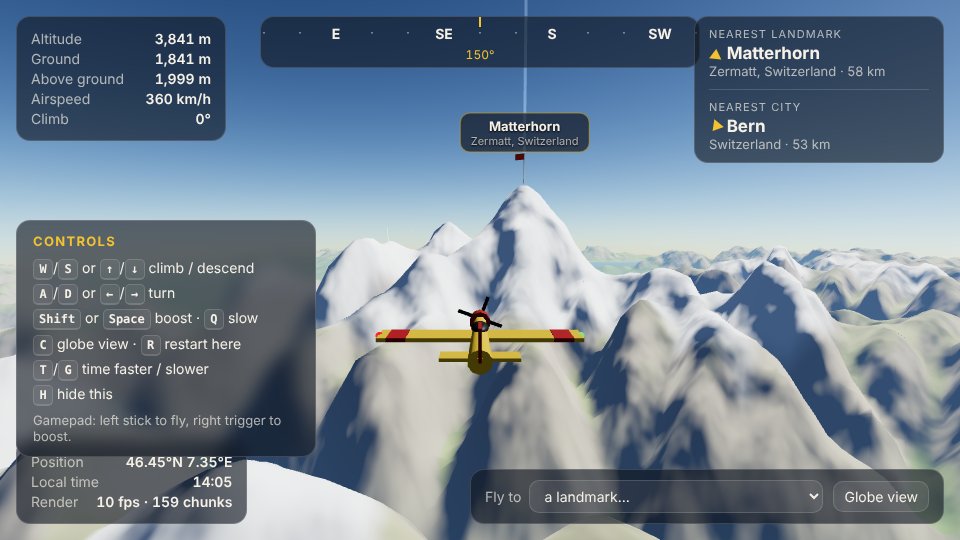 Altitude 3,841 m
Ground 1,841 m
Above ground 1,999 m
Airspeed 360 km/h
Climb 0°
E SE S SW
150°
NEAREST LANDMARK
Matterhorn
Zermatt, Switzerland · 58 km
NEAREST CITY
Bern
Switzerland · 53 km
Matterhorn
Zermatt, Switzerland
CONTROLS
W/S or ↑/↓ climb / descend
A/D or ←/→ turn
Shift or Space boost · Q slow
C globe view · R restart here
T/G time faster / slower
H hide this
Gamepad: left stick to fly, right trigger to
boost.
Position 46.45°N 7.35°E
Local time 14:05
Render 10 fps · 159 chunks
Fly to a landmark... Globe view